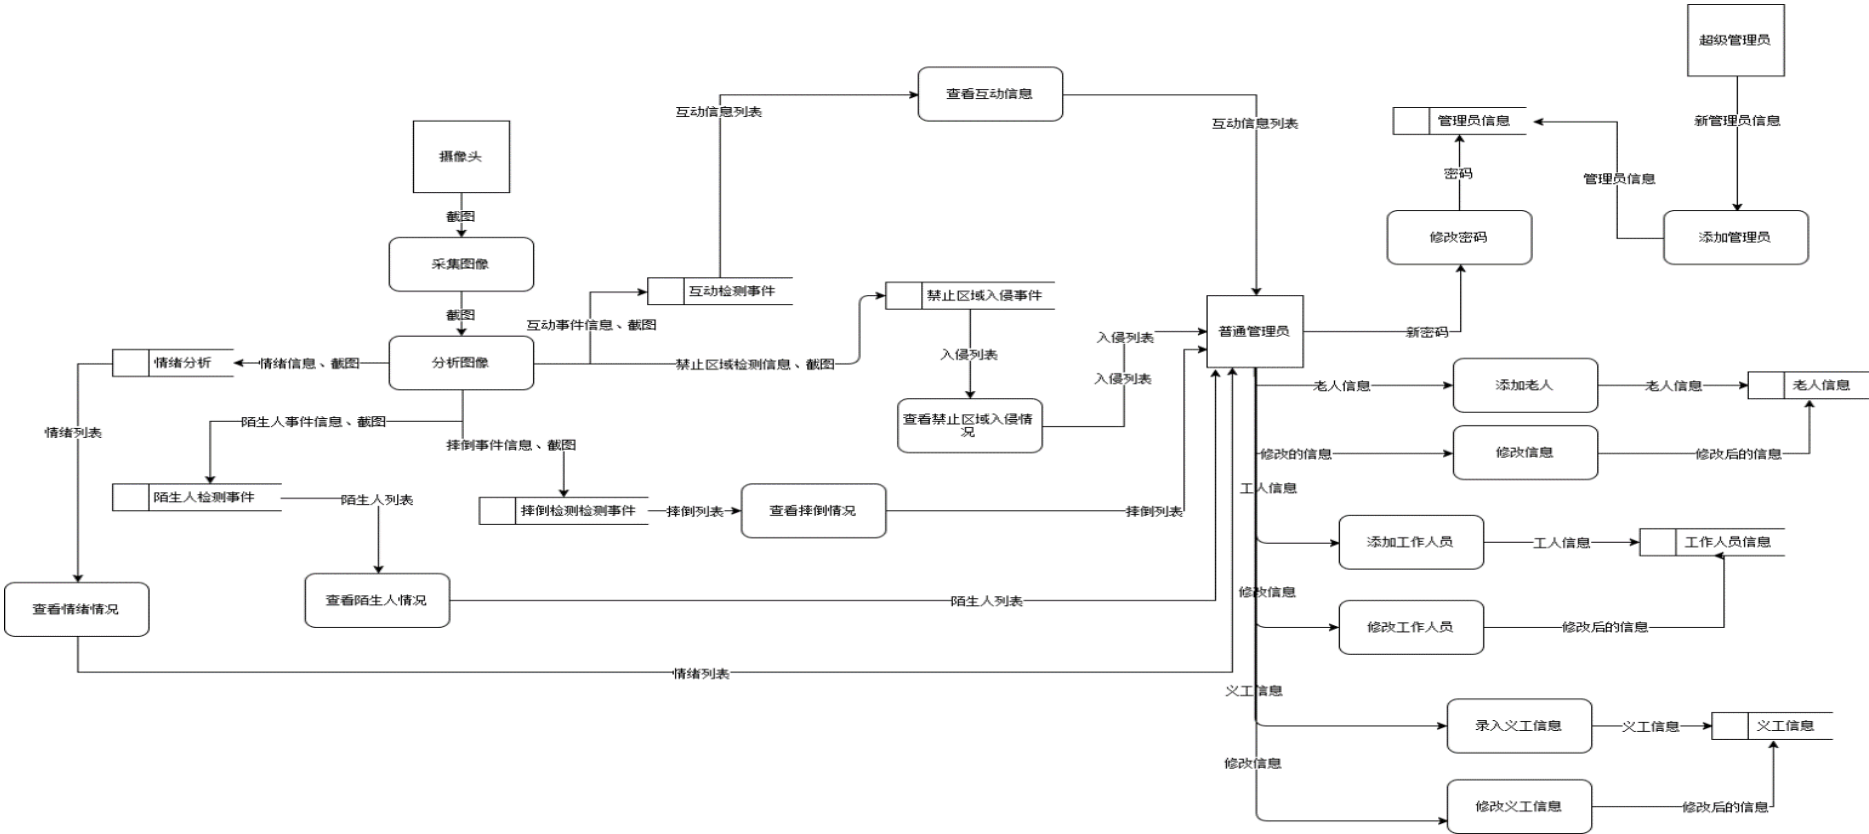 超级管理员
查看互动信息
互动信息列表
互动信息列表
管理员信息
新管理员信息
摄像头
密码
管理员信息
截图
修改密码
添加管理员
采集图像
互动检测事件
禁止区域入侵事件
截图
互动事件信息、截图
普通管理员
新密码
入侵列表
入侵列表
情绪分析
情绪信息、截图
分析图像
禁止区域检测信息、截图
入侵列表
老人信息
添加老人
老人信息
老人信息
陌生人事件信息、截图
查看禁止区域入侵情
况
情绪列表
摔倒事件信息、截图
修改的信息
修改信息
修改后的信息
工人信息
陌生人检测事件
陌生人列表
摔倒检测检测事件
摔倒列表
查看摔倒情况
摔倒列表
添加工作人员
工人信息
工作人员信息
查看情绪情况
查看陌生人情况
陌生人列表
修改信息
修改工作人员
修改后的信息
情绪列表
义工信息
录入义工信息
义工信息
义工信息
修改信息
修改义工信息
修改后的信息